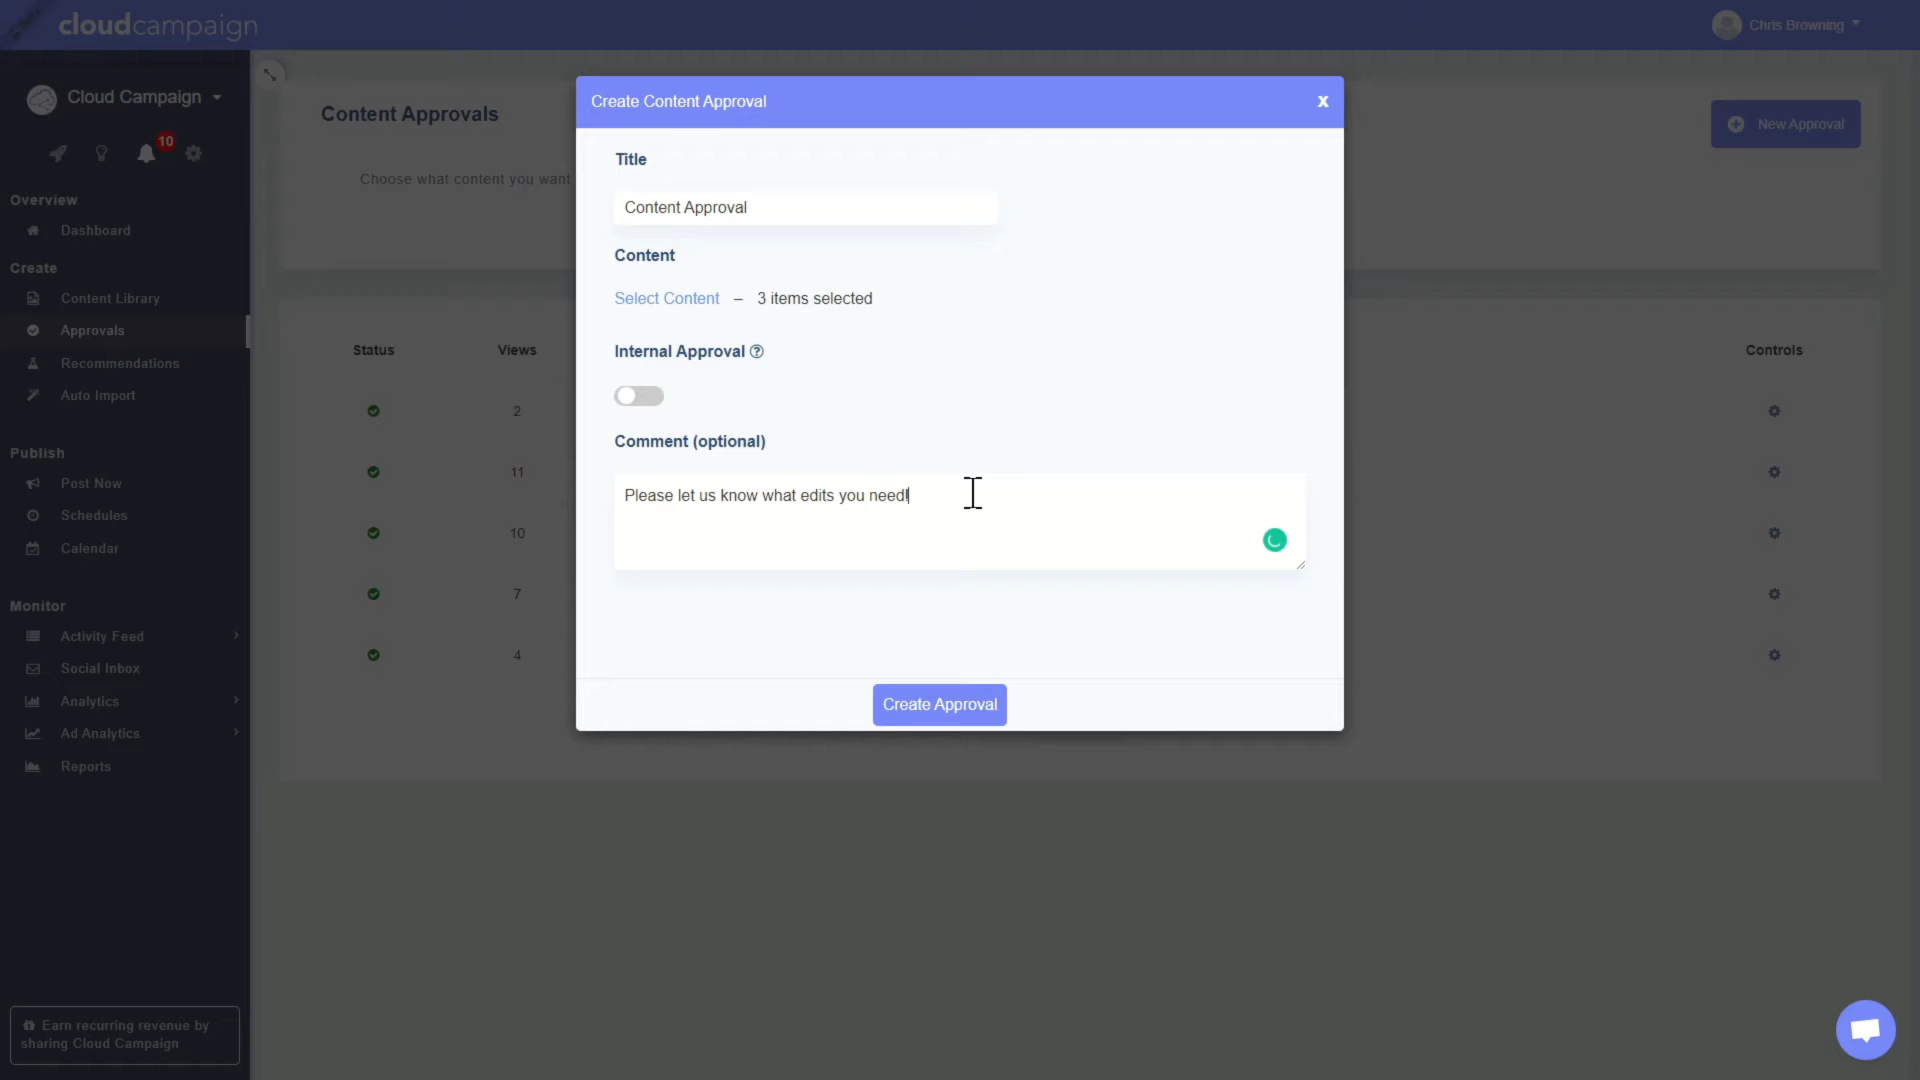 cloudcampaign
Chris Browning
Cloud Campaign
10
Overview
Dashboard
Create
Content Library
Approvals
Recommendations
Auto Import
Publish
Post Now
Schedules
Calendar
Monitor
Activity Feed
Social Inbox
Analytics
Ad Analytics
Reports
Earn recurring revenue by
sharing Cloud Campaign
Content Approvals
New Approval
Choose what content you want
Status Views Controls
2
11
10
7
4
Create Content Approval x
Title
Content Approval
Content
Select Content – 3 items selected
Internal Approval ?
Comment (optional)
Please let us know what edits you need!
Create Approval